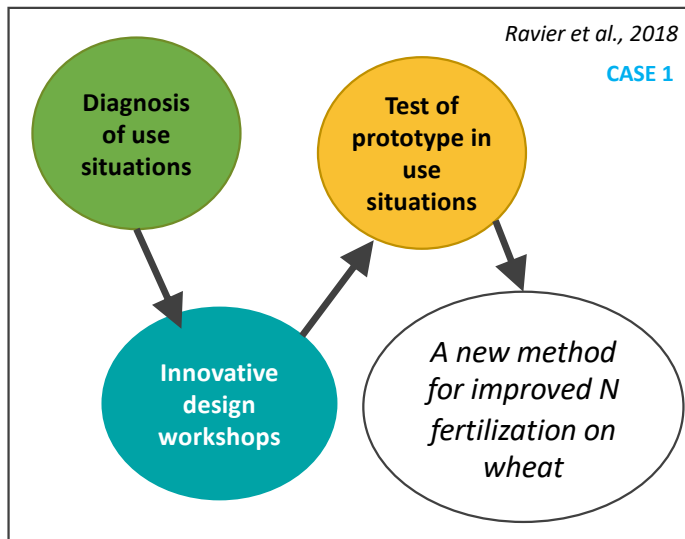 Ravier et al., 2018
CASE 1
Diagnosis
of use
situations
Test of
prototype in
use
situations
Innovative
design
workshops
A new method
for improved N
fertilization on
wheat